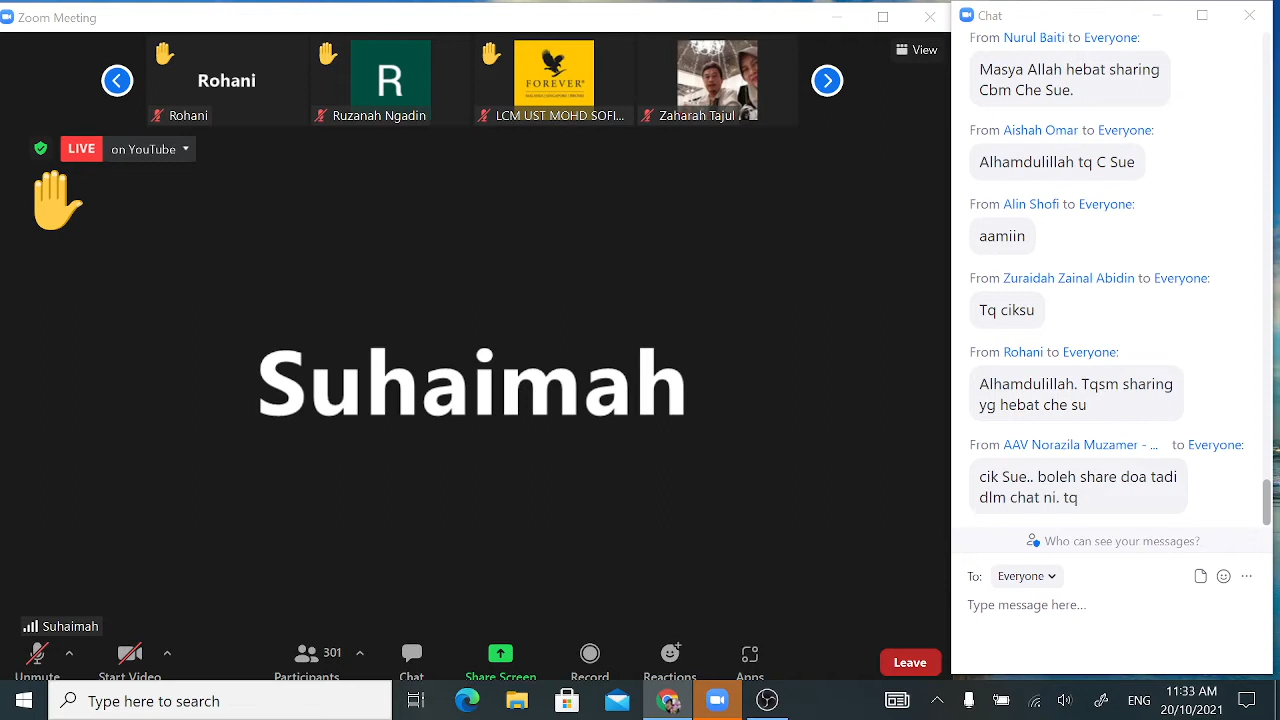 Zoom Meeting
Rohani
Rohani
R
Ruzanah Ngadin
FOREVER
LCM UST MOHD SOFI...
Zaharah Tajul
View
LIVE
on YouTube
Suhaimah
Suhaimah
Unmute
Start Video
Participants
301
Chat
Share Screen
Record
Reactions
Apps
Leave
Chat
From Nurul Baiti to Everyone:
Masya Allah hebat sharing
Mbm Che Sue.
From Aishah Omar to Everyone:
Alhamdulillah tq C Sue
From Alin Shofi to Everyone:
aamiin
From Zuraidah Zainal Abidin to Everyone:
Tq ciksu
From Rohani to Everyone:
Alhamdulillah. Tqsm sharing
yg hebat che su
From AAV Norazila Muzamer - ... to Everyone:
cik Sue.. boleh share doa tadi
dlm chat ni. tq
Who can see your messages?
To: Everyone
Type message here...
Type here to search
ENG
11:33 AM
20/10/2021